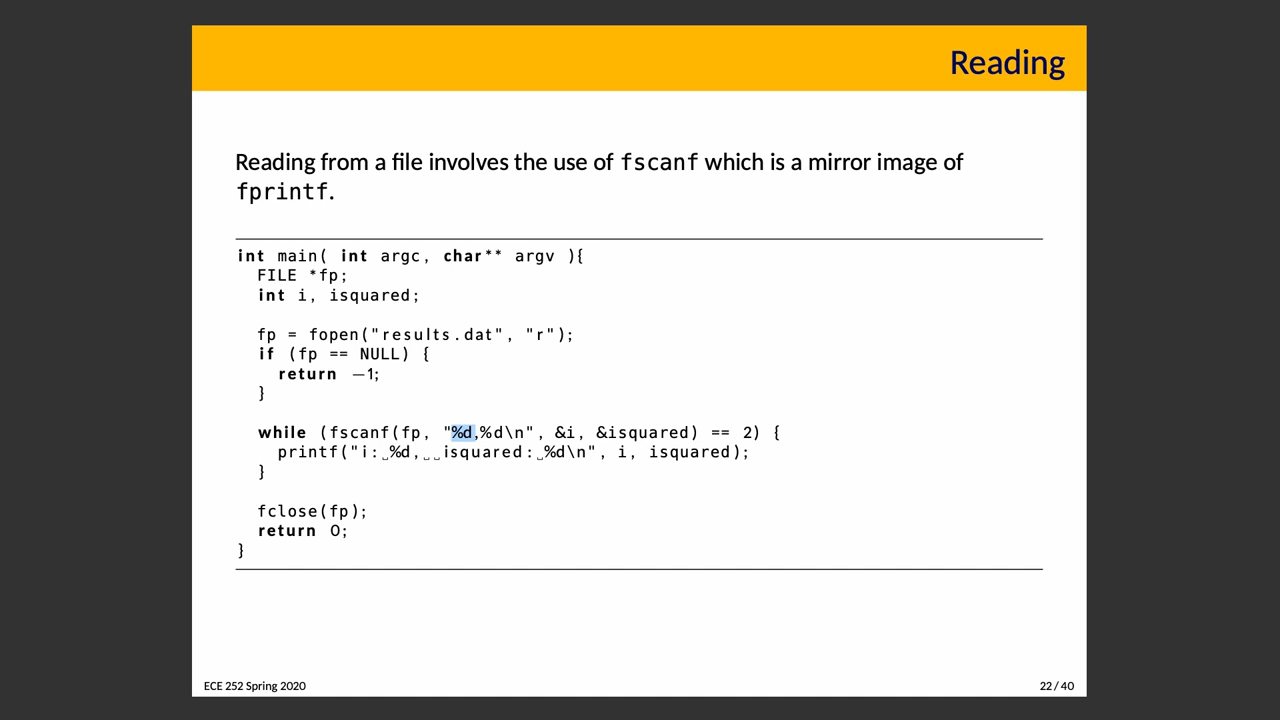 Reading
Reading from a file involves the use of fscanf which is a mirror image of
fprintf.
int main( int argc, char** argv ){
  FILE *fp;
  int i, isquared;

  fp = fopen("results.dat", "r");
  if (fp == NULL) {
    return −1;
  }

  while (fscanf(fp, "%d,%d\n", &i, &isquared) == 2) {
    printf("i:␣%d,␣␣isquared:␣%d\n", i, isquared);
  }

  fclose(fp);
  return 0;
}
ECE 252 Spring 2020
22 / 40